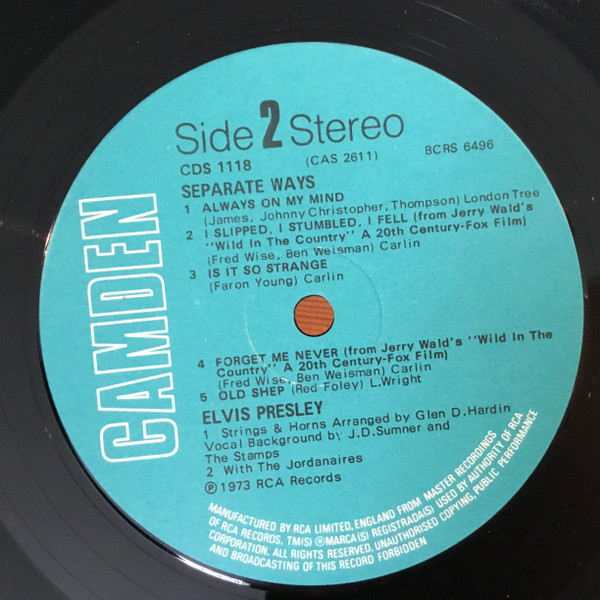 CAMDEN
Side 2 Stereo
CDS 1118 (CAS 2611) BCRS 6496
SEPARATE WAYS
1 ALWAYS ON MY MIND
(James, Johnny Christopher, Thompson) London Tree
2 I SLIPPED, I STUMBLED, I FELL (from Jerry Wald's
"Wild In The Country" A 20th Century-Fox Film)
(Fred Wise, Ben Weisman) Carlin
3 IS IT SO STRANGE
(Faron Young) Carlin
4 FORGET ME NEVER (from Jerry Wald's "Wild In The
Country" A 20th Century-Fox Film)
(Fred Wise, Ben Weisman) Carlin
5 OLD SHEP (Red Foley) L.Wright
ELVIS PRESLEY
1 Strings & Horns Arranged by Glen D.Hardin
Vocal Background by J.D.Sumner and
The Stamps
2 With The Jordanaires
℗ 1973 RCA Records
MANUFACTURED BY RCA LIMITED, ENGLAND FROM MASTER RECORDINGS
OF RCA RECORDS. TM(S) ® MARCA(S) REGISTRADA(S) USED BY AUTHORITY OF RCA
CORPORATION. ALL RIGHTS RESERVED. UNAUTHORISED COPYING, PUBLIC PERFORMANCE
AND BROADCASTING OF THIS RECORD FORBIDDEN